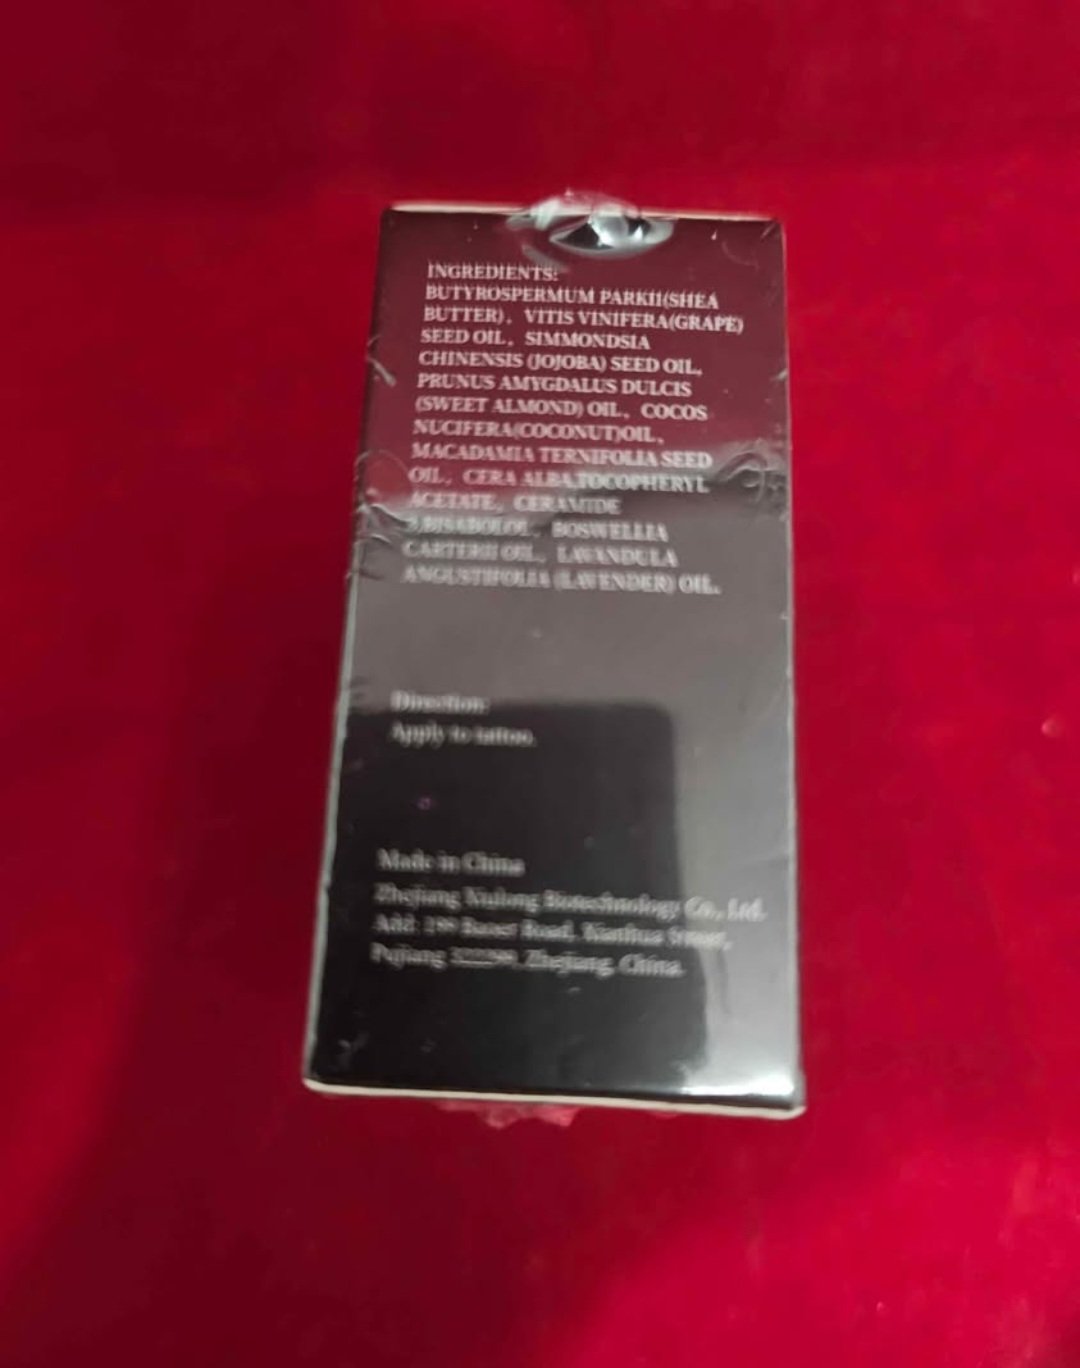 INGREDIENTS:
BUTYROSPERMUM PARKII(SHEA
BUTTER)，VITIS VINIFERA(GRAPE)
SEED OIL，SIMMONDSIA
CHINENSIS (JOJOBA) SEED OIL,
PRUNUS AMYGDALUS DULCIS
(SWEET ALMOND) OIL，COCOS
NUCIFERA(COCONUT)OIL，
MACADAMIA TERNIFOLIA SEED
OIL，CERA ALBA,TOCOPHERYL
ACETATE，CERAMIDE
BISABOLOL，BOSWELLIA
CARTERII OIL，LAVANDULA
ANGUSTIFOLIA (LAVENDER) OIL.
Direction:
Apply to tattoo.
Made in China
Zhejiang Biotechnology Co., Ltd.
Add: Road,
Pujiang Zhejiang, China.